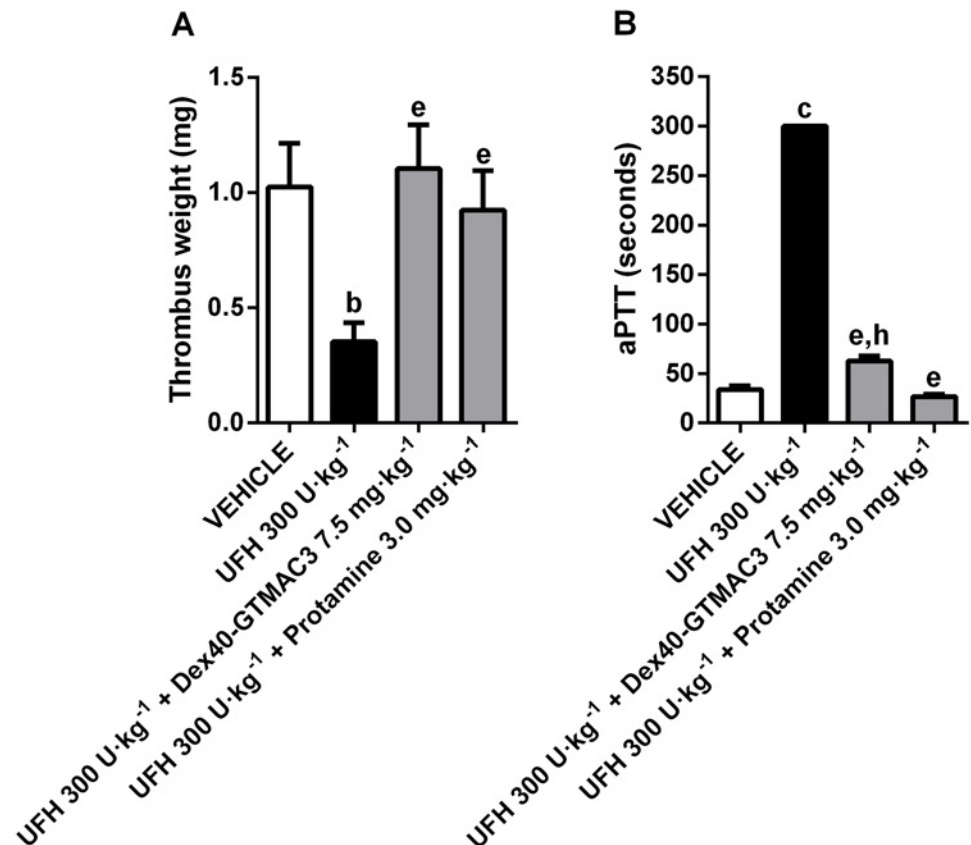 A
Thrombus weight (mg)
1.5
1.0
0.5
0.0
b
e
e
VEHICLE
UFH 300 U·kg⁻¹
UFH 300 U·kg⁻¹ + Dex40-GTMAC3 7.5 mg·kg⁻¹
UFH 300 U·kg⁻¹ + Protamine 3.0 mg·kg⁻¹
B
aPTT (seconds)
350
300
250
200
150
100
50
0
c
e,h
e
VEHICLE
UFH 300 U·kg⁻¹
UFH 300 U·kg⁻¹ + Dex40-GTMAC3 7.5 mg·kg⁻¹
UFH 300 U·kg⁻¹ + Protamine 3.0 mg·kg⁻¹